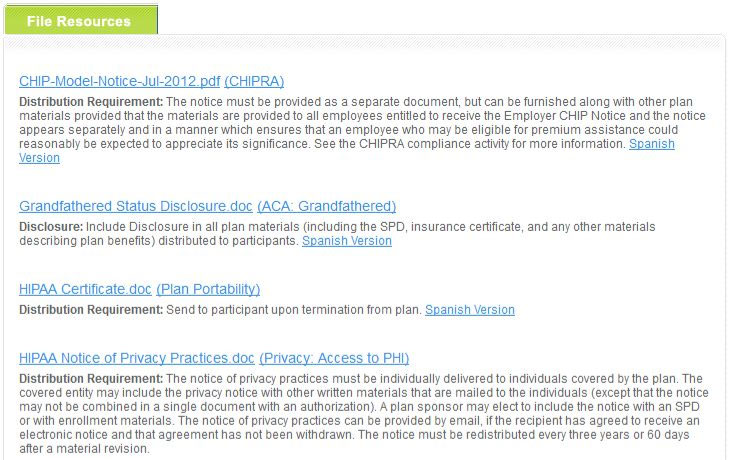 File Resources
CHIP-Model-Notice-Jul-2012.pdf (CHIPRA)
Distribution Requirement: The notice must be provided as a separate document, but can be furnished along with other plan
materials provided that the materials are provided to all employees entitled to receive the Employer CHIP Notice and the notice
appears separately and in a manner which ensures that an employee who may be eligible for premium assistance could
reasonably be expected to appreciate its significance. See the CHIPRA compliance activity for more information. Spanish
Version
Grandfathered Status Disclosure.doc (ACA: Grandfathered)
Disclosure: Include Disclosure in all plan materials (including the SPD, insurance certificate, and any other materials
describing plan benefits) distributed to participants. Spanish Version
HIPAA Certificate.doc (Plan Portability)
Distribution Requirement: Send to participant upon termination from plan. Spanish Version
HIPAA Notice of Privacy Practices.doc (Privacy: Access to PHI)
Distribution Requirement: The notice of privacy practices must be individually delivered to individuals covered by the plan. The
covered entity may include the privacy notice with other written materials that are mailed to the individuals (except that the notice
may not be combined in a single document with an authorization). A plan sponsor may elect to include the notice with an SPD
or with enrollment materials. The notice of privacy practices can be provided by email, if the recipient has agreed to receive an
electronic notice and that agreement has not been withdrawn. The notice must be redistributed every three years or 60 days
after a material revision.